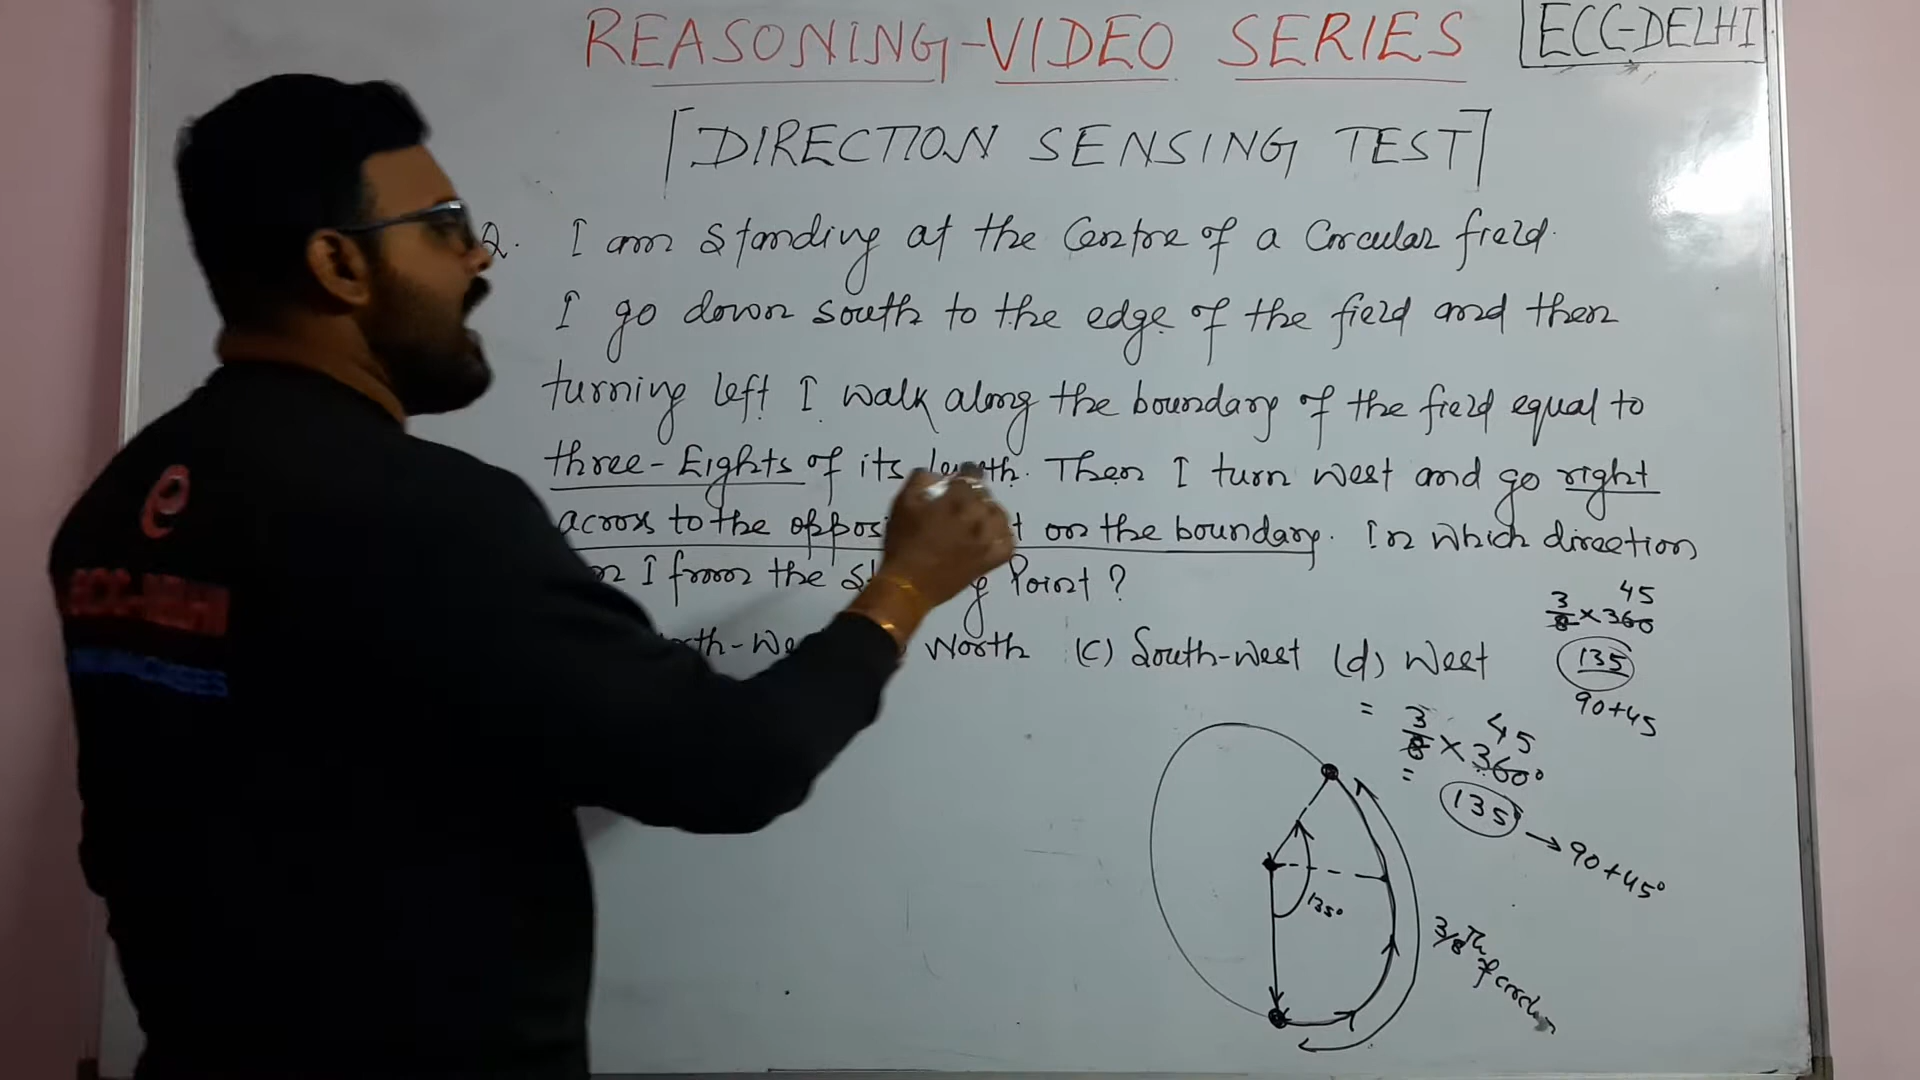 REASONING-VIDEO SERIES
ECC-DELHI
[DIRECTION SENSING TEST]
Q. I am standing at the Centre of a Circular field.
I go down south to the edge of the field and then
turning left I walk along the boundary of the field equal to
three-Eights of its length. Then I turn west and go right
across to the on the boundary. In which direction
I from the Point?
North (c) South-west (d) West
3/8 × 360
45
135
90+45
= 3/8 × 360°
45
= 135°
→ 90+45°
135°
3/8 Th of